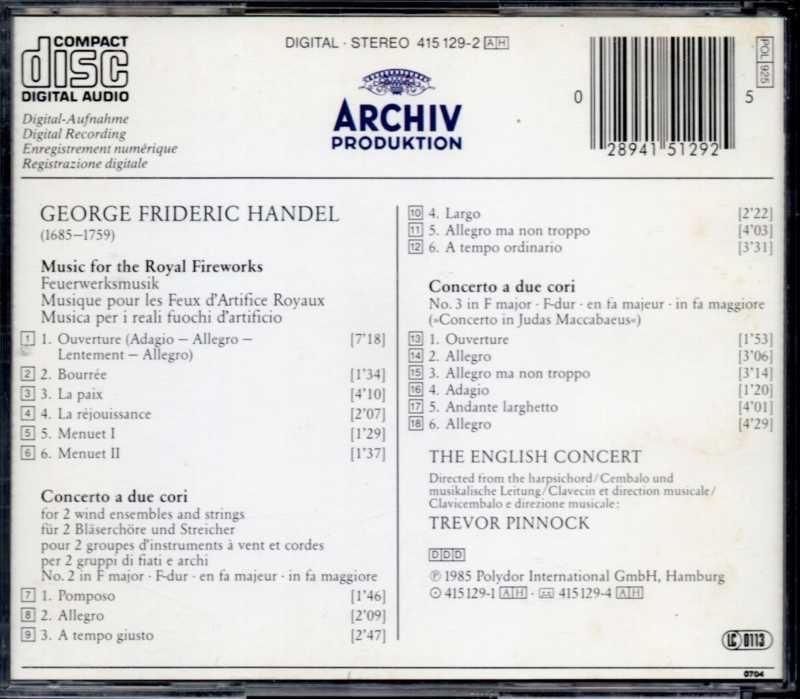 COMPACT
disc
DIGITAL AUDIO
Digital-Aufnahme
Digital Recording
Enregistrement numérique
Registrazione digitale
DIGITAL · STEREO 415 129-2 AH
ARCHIV
PRODUKTION
0 28941 51292 5
POL 925
GEORGE FRIDERIC HANDEL
(1685–1759)
Music for the Royal Fireworks
Feuerwerksmusik
Musique pour les Feux d'Artifice Royaux
Musica per i reali fuochi d'artificio
1 1. Ouverture (Adagio – Allegro – [7'18]
Lentement – Allegro)
2 2. Bourrée [1'34]
3 3. La paix [4'10]
4 4. La réjouissance [2'07]
5 5. Menuet I [1'29]
6 6. Menuet II [1'37]
Concerto a due cori
for 2 wind ensembles and strings
für 2 Bläserchöre und Streicher
pour 2 groupes d'instruments à vent et cordes
per 2 gruppi di fiati e archi
No. 2 in F major · F-dur · en fa majeur · in fa maggiore
7 1. Pomposo [1'46]
8 2. Allegro [2'09]
9 3. A tempo giusto [2'47]
10 4. Largo [2'22]
11 5. Allegro ma non troppo [4'03]
12 6. A tempo ordinario [3'31]
Concerto a due cori
No. 3 in F major · F-dur · en fa majeur · in fa maggiore
(»Concerto in Judas Maccabaeus«)
13 1. Ouverture [1'53]
14 2. Allegro [3'06]
15 3. Allegro ma non troppo [3'14]
16 4. Adagio [1'20]
17 5. Andante larghetto [4'01]
18 6. Allegro [4'29]
THE ENGLISH CONCERT
Directed from the harpsichord/Cembalo und
musikalische Leitung/Clavecin et direction musicale/
Clavicembalo e direzione musicale:
TREVOR PINNOCK
DDD
℗ 1985 Polydor International GmbH, Hamburg
415 129-1 AH · 415 129-4 AH
LC 0113
0704